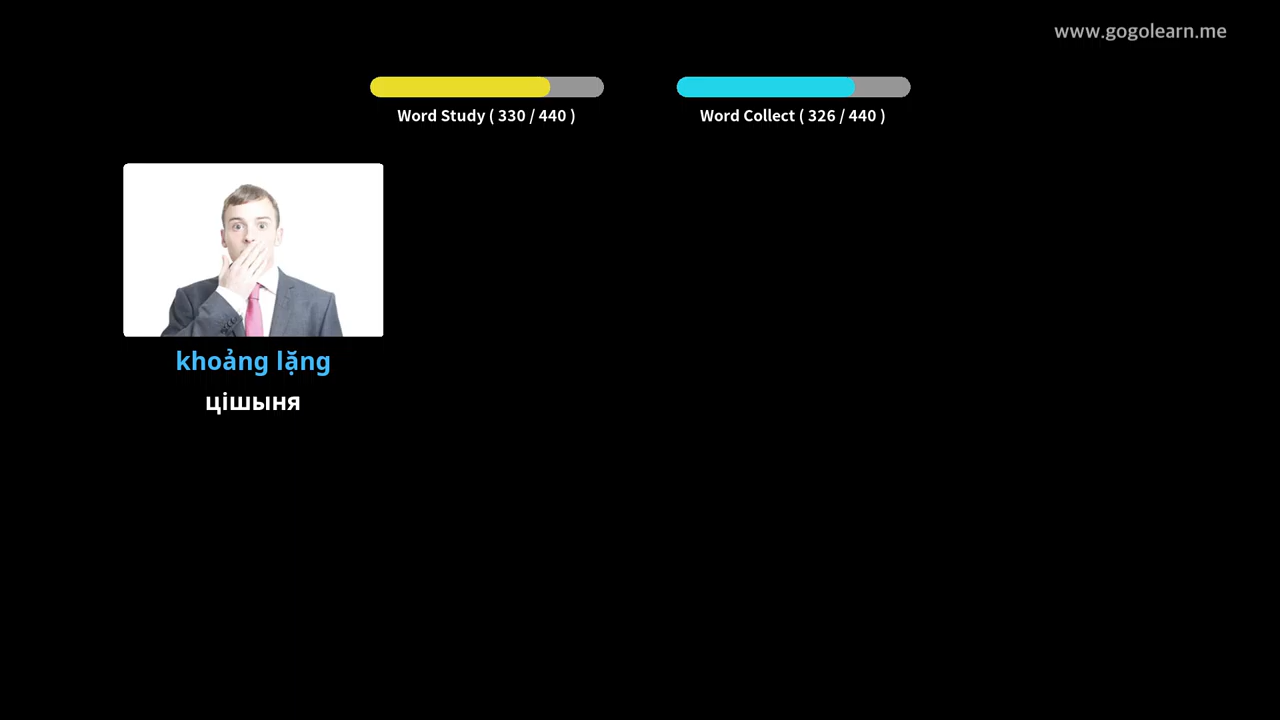 www.gogolearn.me
Word Study ( 330 / 440 )
Word Collect ( 326 / 440 )
khoảng lặng
цішыня